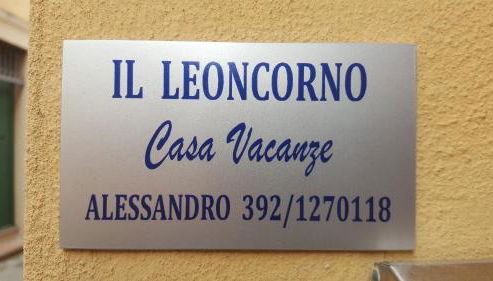 IL LEONCORNO
Casa Vacanze
ALESSANDRO 392/1270118